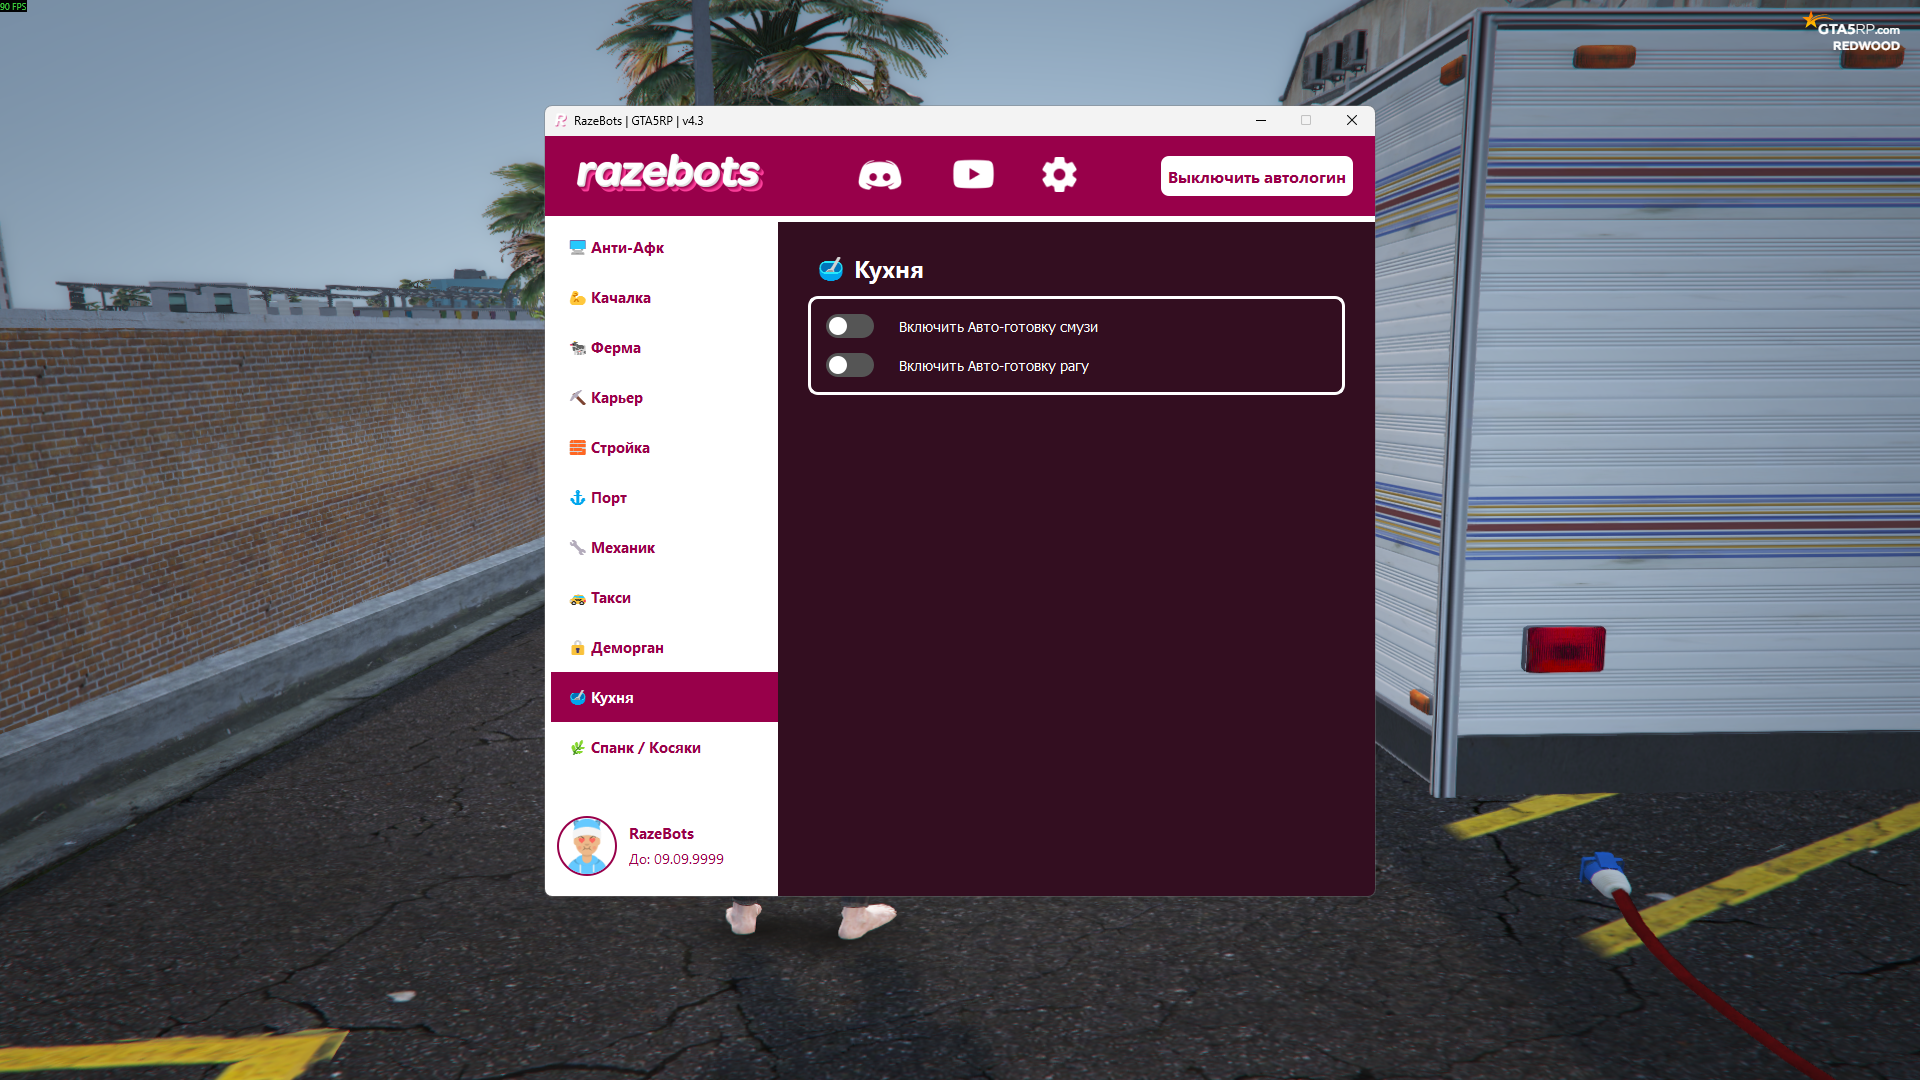 90 FPS
GTA5RP.com
REDWOOD
RazeBots | GTA5RP | v4.3
razebots
Выключить автологин
Анти-Афк
Качалка
Ферма
Карьер
Стройка
Порт
Механик
Такси
Деморган
Кухня
Спанк / Косяки
RazeBots
До: 09.09.9999
Кухня
Включить Авто-готовку смузи
Включить Авто-готовку рагу